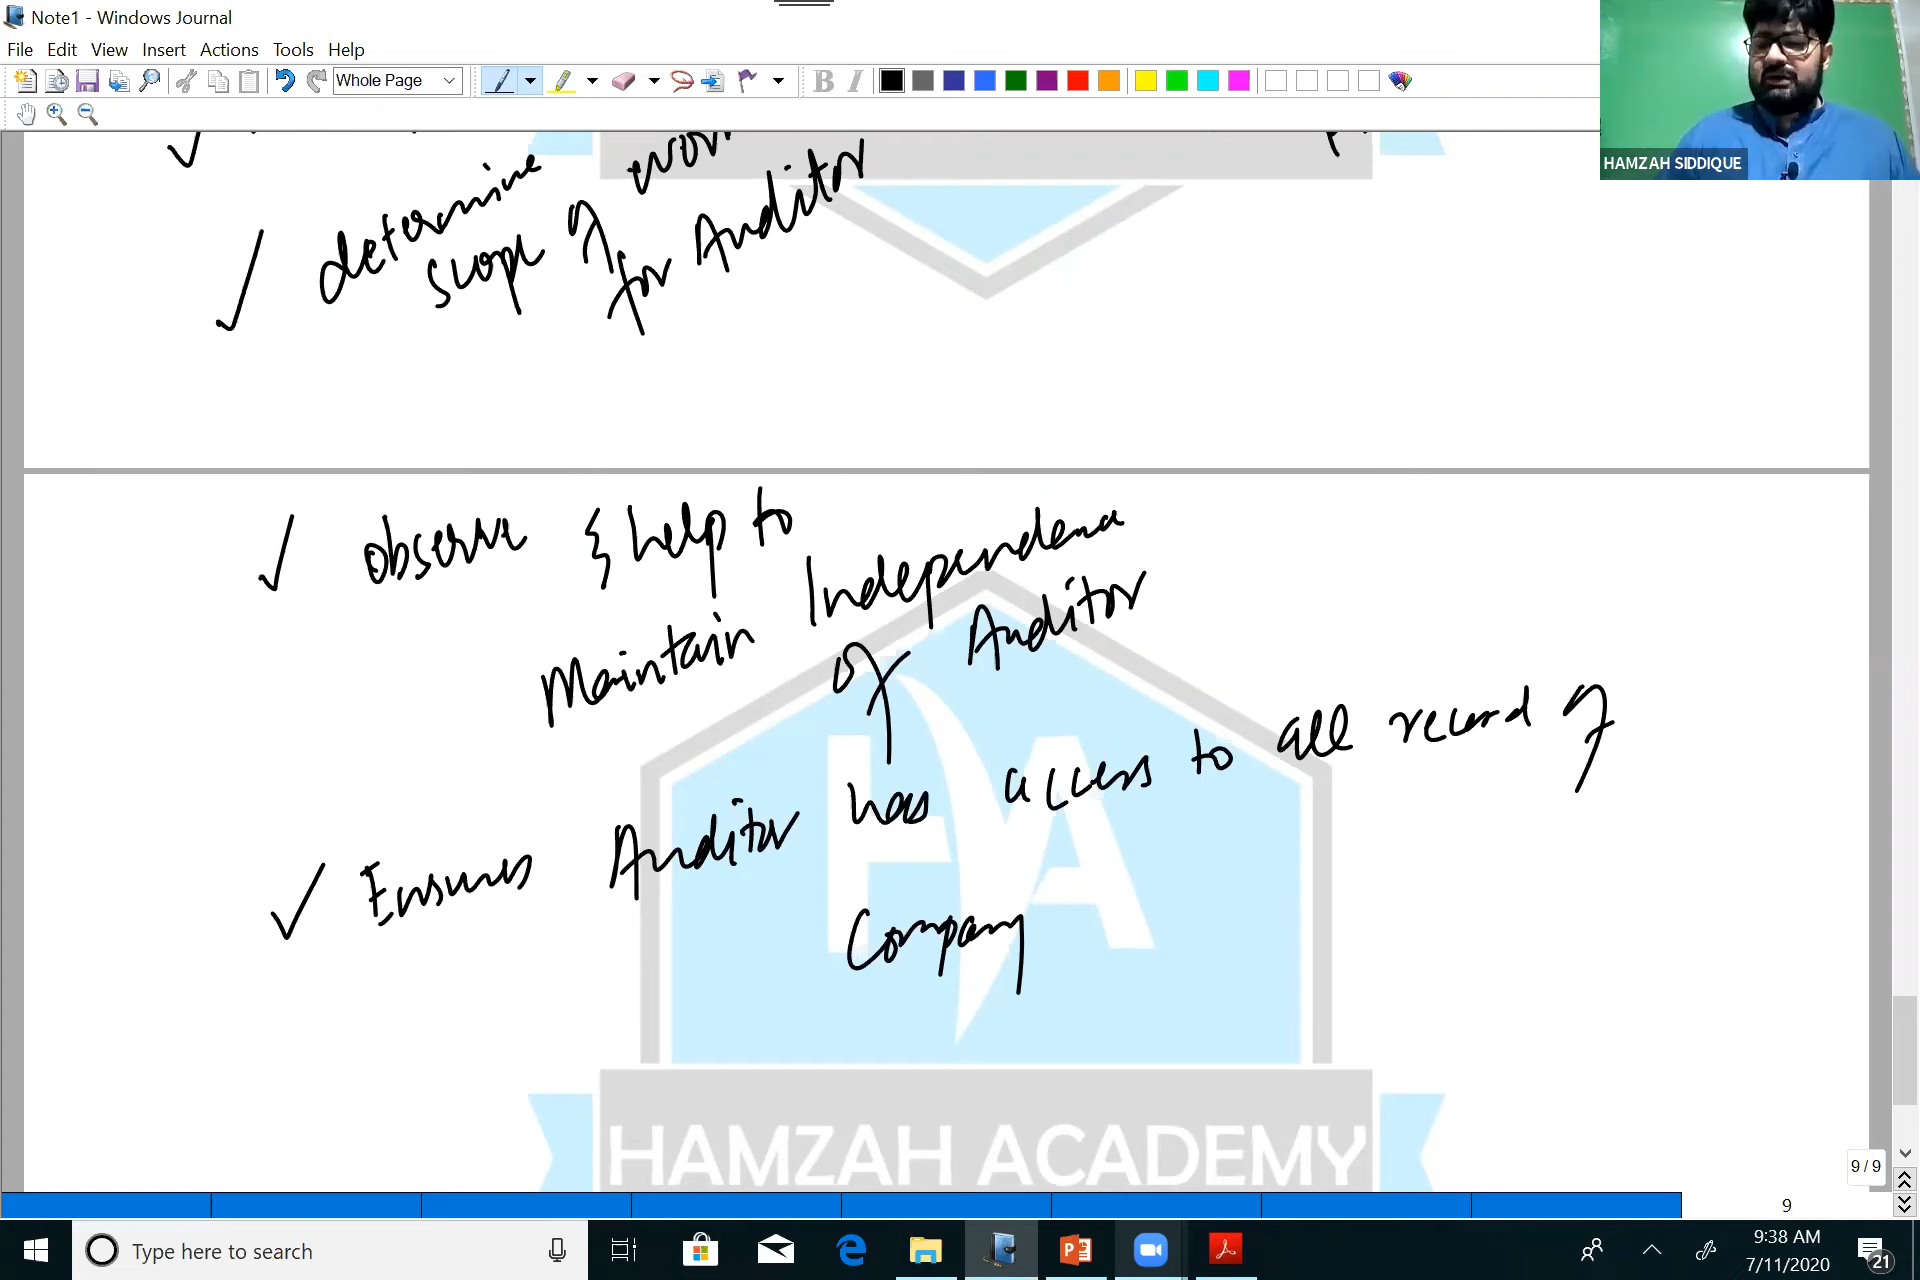 Note1 - Windows Journal
File Edit View Insert Actions Tools Help
Whole Page
B I
HAMZAH SIDDIQUE
determine
scope of work
for Auditor
Observe & help to
Maintain Independence
of Auditor
Ensures Auditor has access to all record of
Company
HA
HAMZAH ACADEMY
9 / 9
9
Type here to search
9:38 AM
7/11/2020
21